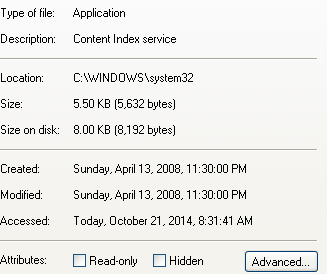 Type of file: Application
Description: Content Index service
Location: C:\WINDOWS\system32
Size: 5.50 KB (5,632 bytes)
Size on disk: 8.00 KB (8,192 bytes)
Created: Sunday, April 13, 2008, 11:30:00 PM
Modified: Sunday, April 13, 2008, 11:30:00 PM
Accessed: Today, October 21, 2014, 8:31:41 AM
Attributes: Read-only Hidden Advanced...